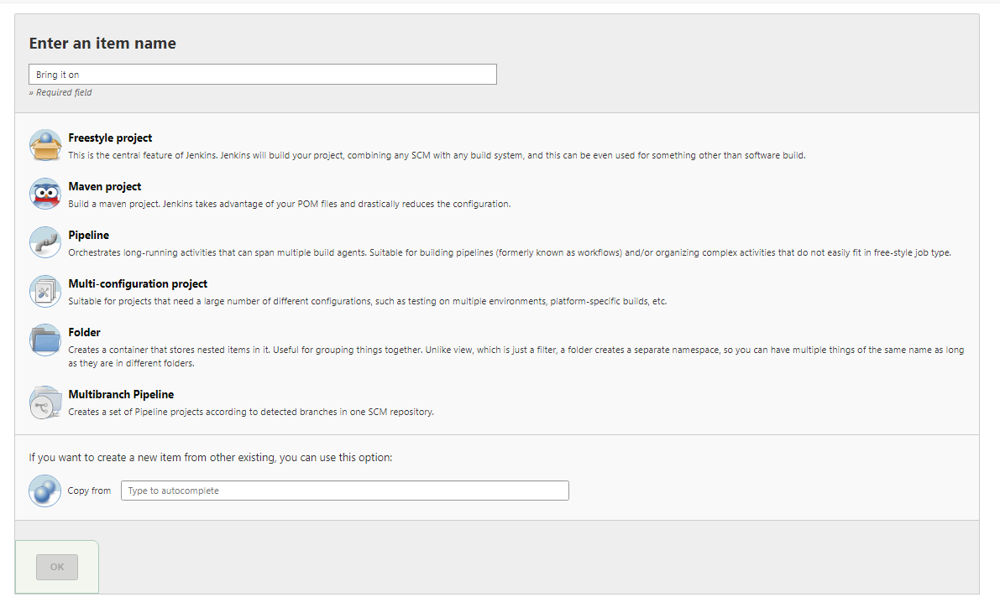 Enter an item name
Bring it on
» Required field
Freestyle project
This is the central feature of Jenkins. Jenkins will build your project, combining any SCM with any build system, and this can be even used for something other than software build.
Maven project
Build a maven project. Jenkins takes advantage of your POM files and drastically reduces the configuration.
Pipeline
Orchestrates long-running activities that can span multiple build agents. Suitable for building pipelines (formerly known as workflows) and/or organizing complex activities that do not easily fit in free-style job type.
Multi-configuration project
Suitable for projects that need a large number of different configurations, such as testing on multiple environments, platform-specific builds, etc.
Folder
Creates a container that stores nested items in it. Useful for grouping things together. Unlike view, which is just a filter, a folder creates a separate namespace, so you can have multiple things of the same name as long
as they are in different folders.
Multibranch Pipeline
Creates a set of Pipeline projects according to detected branches in one SCM repository.
If you want to create a new item from other existing, you can use this option:
Copy from
Type to autocomplete
OK